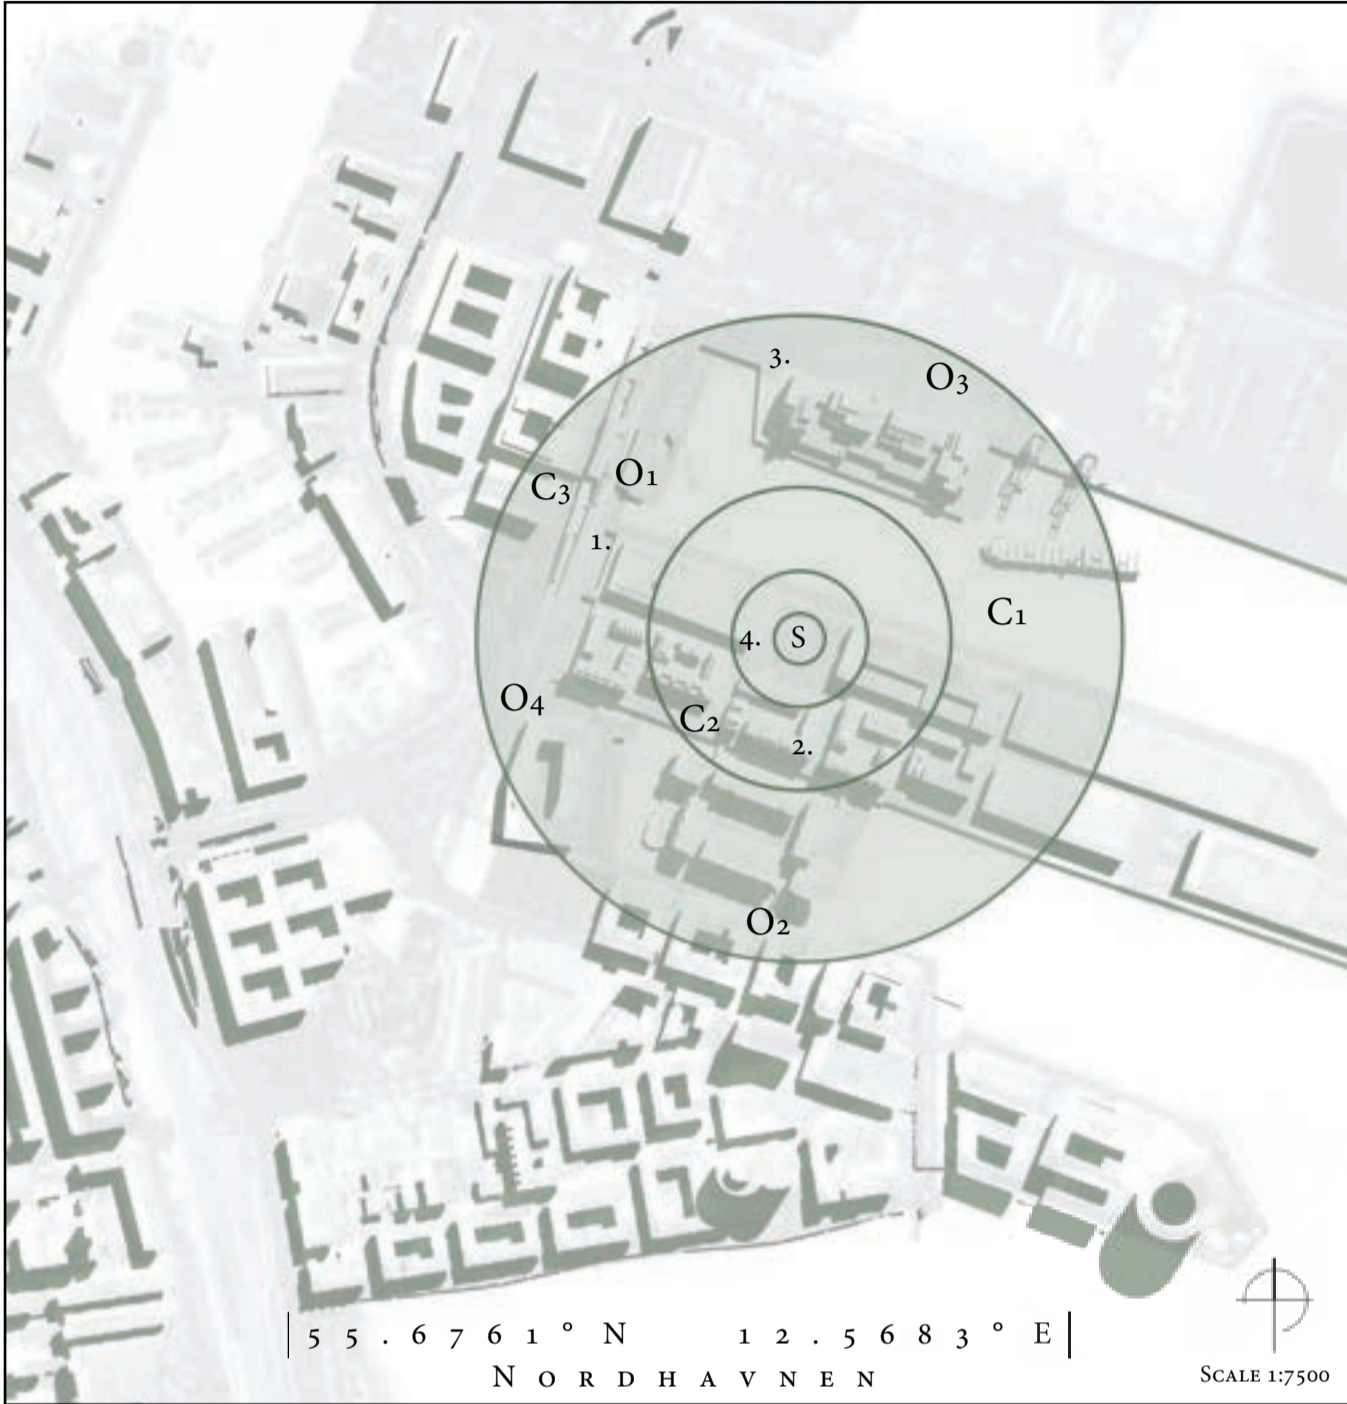 3.
O3
O1
C3
1.
C1
4.
S
O4
C2
2.
O2
55.6761° N 12.5683° E
NORDHAVNEN
SCALE 1:7500